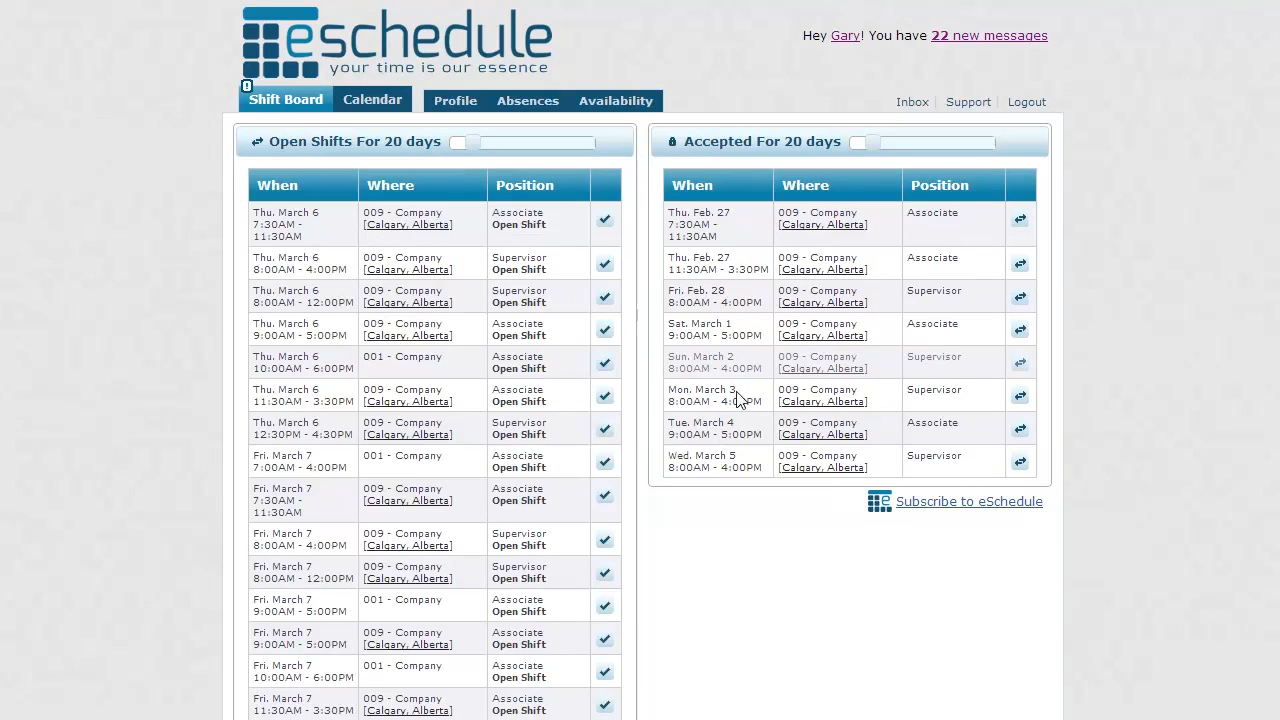 eschedule
your time is our essence
Hey Gary! You have 22 new messages
Shift Board Calendar Profile Absences Availability
Inbox Support Logout
Open Shifts For 20 days
When Where Position
Thu. March 6 009 - Company Associate
7:30AM - [Calgary, Alberta] Open Shift
11:30AM
Thu. March 6 009 - Company Supervisor
8:00AM - 4:00PM [Calgary, Alberta] Open Shift
Thu. March 6 009 - Company Supervisor
8:00AM - 12:00PM [Calgary, Alberta] Open Shift
Thu. March 6 009 - Company Associate
9:00AM - 5:00PM [Calgary, Alberta] Open Shift
Thu. March 6 001 - Company Associate
10:00AM - 6:00PM Open Shift
Thu. March 6 009 - Company Associate
11:30AM - 3:30PM [Calgary, Alberta] Open Shift
Thu. March 6 009 - Company Supervisor
12:30PM - 4:30PM [Calgary, Alberta] Open Shift
Fri. March 7 001 - Company Associate
7:00AM - 4:00PM Open Shift
Fri. March 7 009 - Company Associate
7:30AM - [Calgary, Alberta] Open Shift
11:30AM
Fri. March 7 009 - Company Supervisor
8:00AM - 4:00PM [Calgary, Alberta] Open Shift
Fri. March 7 009 - Company Supervisor
8:00AM - 12:00PM [Calgary, Alberta] Open Shift
Fri. March 7 001 - Company Associate
9:00AM - 5:00PM Open Shift
Fri. March 7 009 - Company Associate
9:00AM - 5:00PM [Calgary, Alberta] Open Shift
Fri. March 7 001 - Company Associate
10:00AM - 6:00PM Open Shift
Fri. March 7 009 - Company Associate
11:30AM - 3:30PM [Calgary, Alberta] Open Shift
Accepted For 20 days
When Where Position
Thu. Feb. 27 009 - Company Associate
7:30AM - [Calgary, Alberta]
11:30AM
Thu. Feb. 27 009 - Company Associate
11:30AM - 3:30PM [Calgary, Alberta]
Fri. Feb. 28 009 - Company Supervisor
8:00AM - 4:00PM [Calgary, Alberta]
Sat. March 1 009 - Company Associate
9:00AM - 5:00PM [Calgary, Alberta]
Sun. March 2 009 - Company Supervisor
8:00AM - 4:00PM [Calgary, Alberta]
Mon. March 3 009 - Company Supervisor
8:00AM - 4:00PM [Calgary, Alberta]
Tue. March 4 009 - Company Associate
9:00AM - 5:00PM [Calgary, Alberta]
Wed. March 5 009 - Company Supervisor
8:00AM - 4:00PM [Calgary, Alberta]
Subscribe to eSchedule